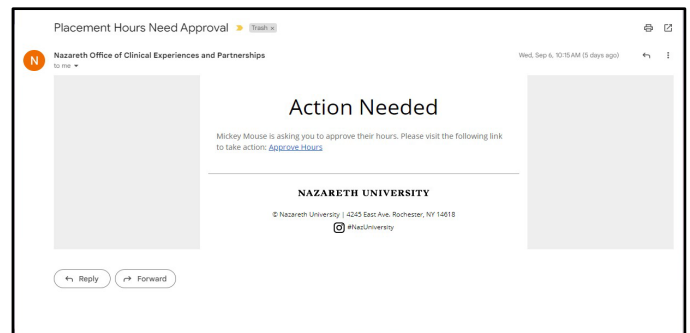 Placement Hours Need Approval Trash x
N
Nazareth Office of Clinical Experiences and Partnerships
Wed, Sep 6, 10:15 AM (5 days ago)
to me
Action Needed
Mickey Mouse is asking you to approve their hours. Please visit the following link
to take action: Approve Hours
NAZARETH UNIVERSITY
© Nazareth University | 4245 East Ave. Rochester, NY 14618
#NazUniversity
Reply
Forward